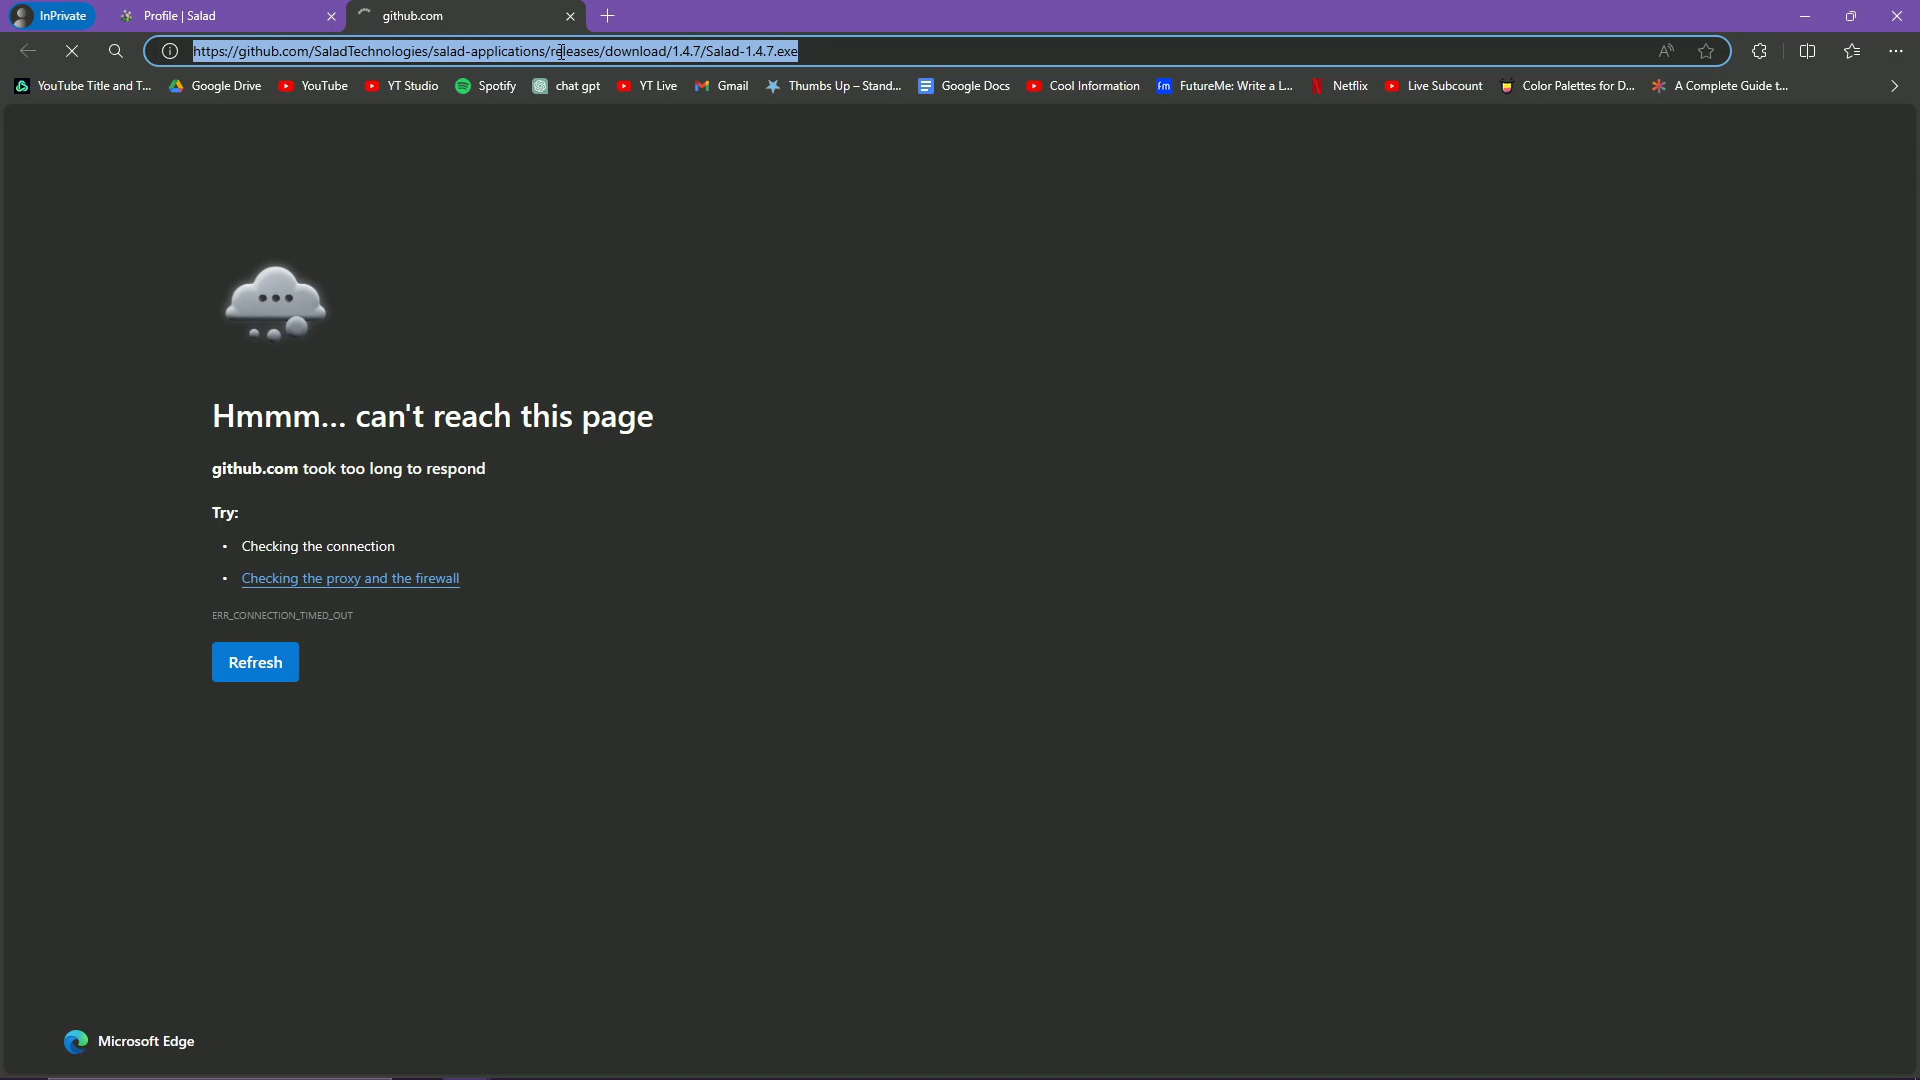 InPrivate
Profile | Salad
github.com
https://github.com/SaladTechnologies/salad-applications/releases/download/1.4.7/Salad-1.4.7.exe
YouTube Title and T...
Google Drive
YouTube
YT Studio
Spotify
chat gpt
YT Live
Gmail
Thumbs Up – Stand...
Google Docs
Cool Information
fm
FutureMe: Write a L...
Netflix
Live Subcount
Color Palettes for D...
A Complete Guide t...
Hmmm... can't reach this page
github.com took too long to respond
Try:
• Checking the connection
• Checking the proxy and the firewall
ERR_CONNECTION_TIMED_OUT
Refresh
Microsoft Edge